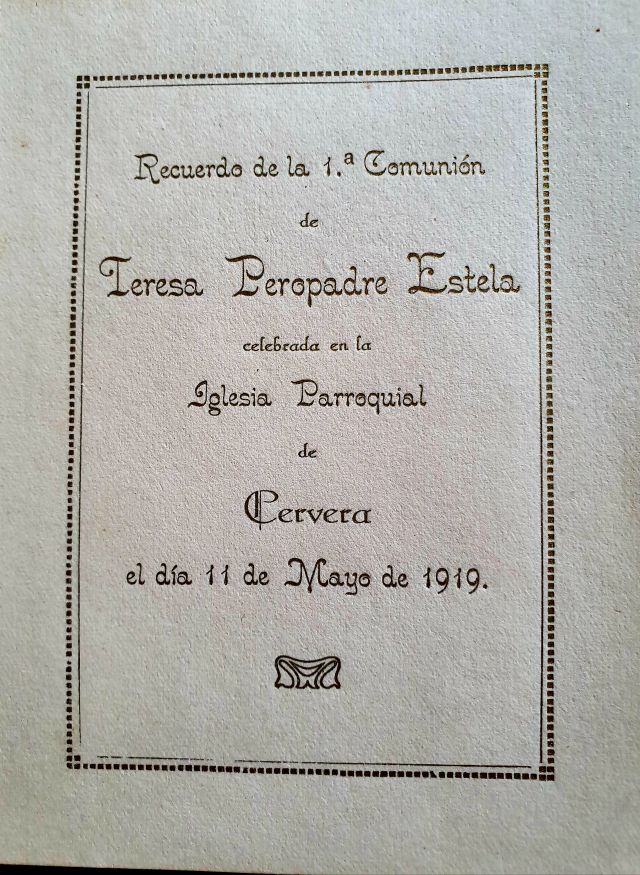 Recuerdo de la 1.ª Comunión
de
Teresa Peropadre Estela
celebrada en la
Iglesia Parroquial
de
Cervera
el día 11 de Mayo de 1919.